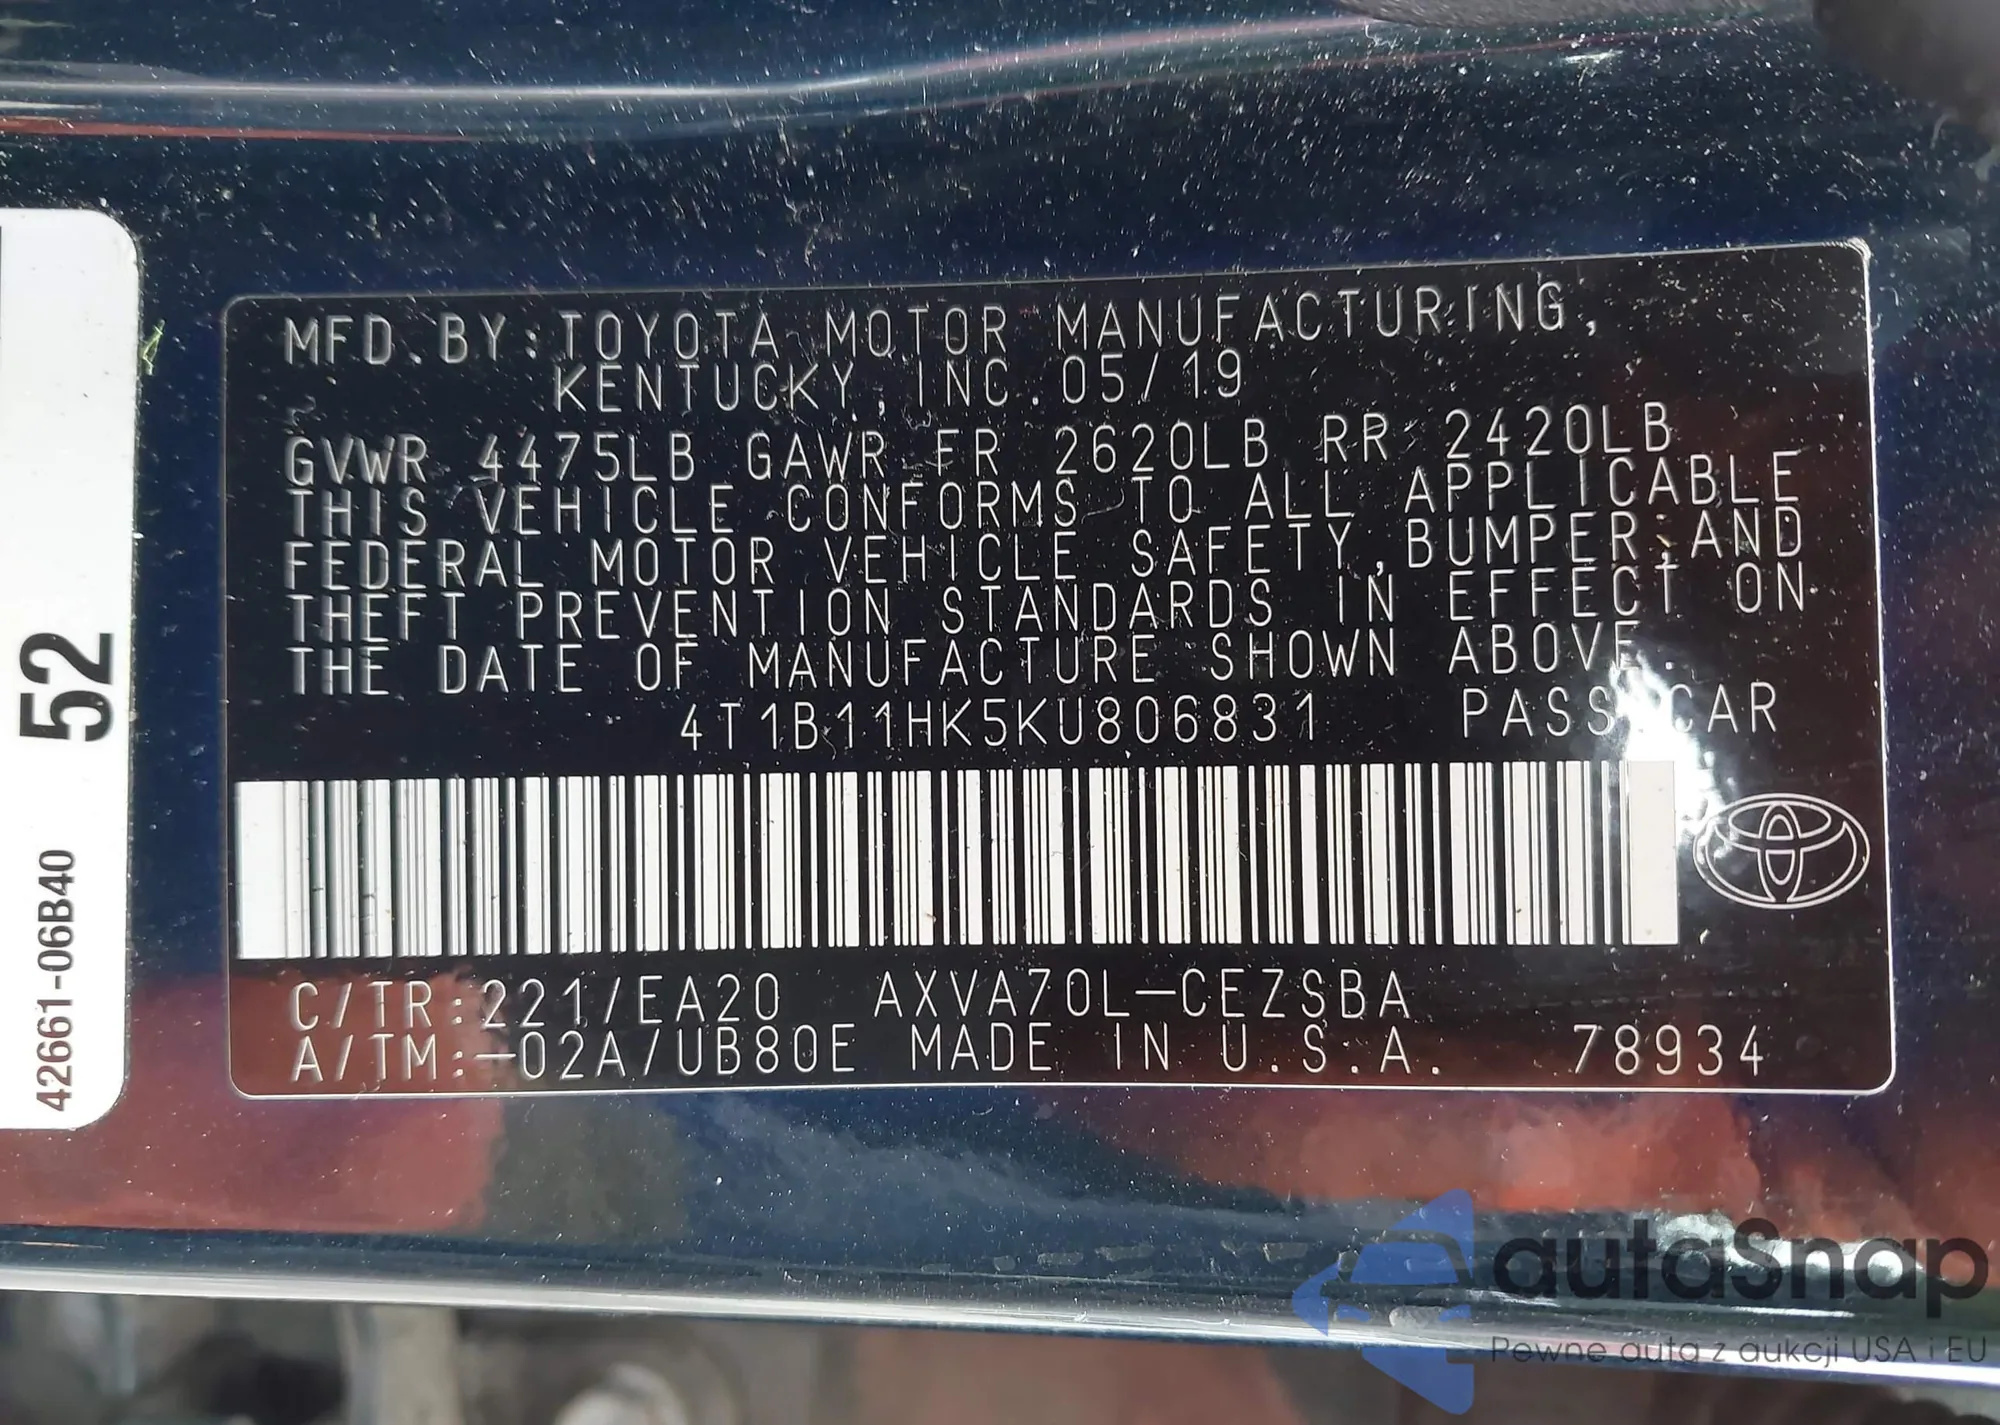 MFD.BY:TOYOTA MOTOR MANUFACTURING,
KENTUCKY,INC.05/19
GVWR 4475LB GAWR FR 2620LB RR 2420LB
THIS VEHICLE CONFORMS TO ALL APPLICABLE
FEDERAL MOTOR VEHICLE SAFETY,BUMPER,AND
THEFT PREVENTION STANDARDS IN EFFECT ON
THE DATE OF MANUFACTURE SHOWN ABOVE.
4T1B11HK5KU806831 PASS.CAR
C/TR:221/EA20 AXVA70L-CEZSBA
A/TM:-02A/UB80E MADE IN U.S.A. 78934
52
42661-06B40
autaSnap
Pewne auta z aukcji USA i EU